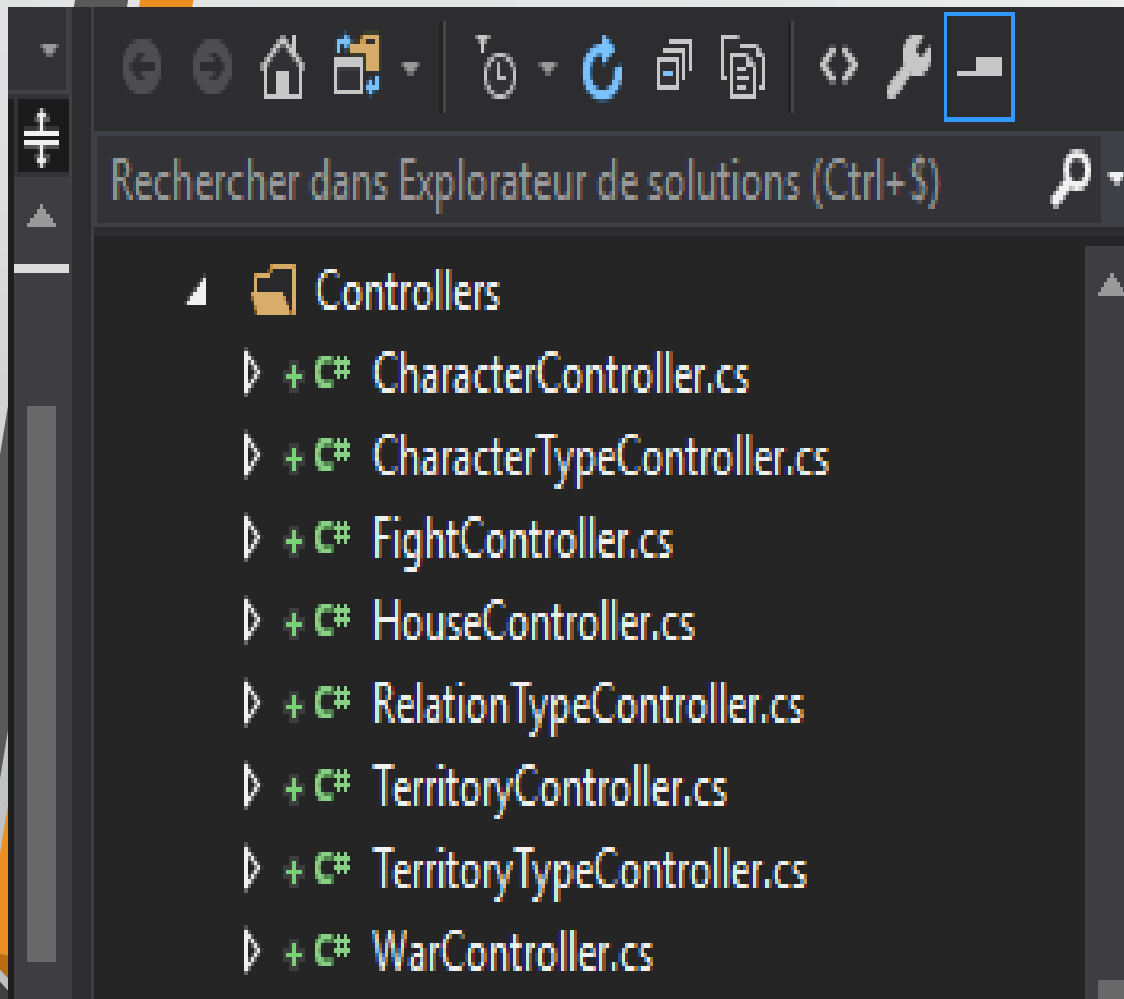 Rechercher dans Explorateur de solutions (Ctrl+$)
Controllers
+ C# CharacterController.cs
+ C# CharacterTypeController.cs
+ C# FightController.cs
+ C# HouseController.cs
+ C# RelationTypeController.cs
+ C# TerritoryController.cs
+ C# TerritoryTypeController.cs
+ C# WarController.cs